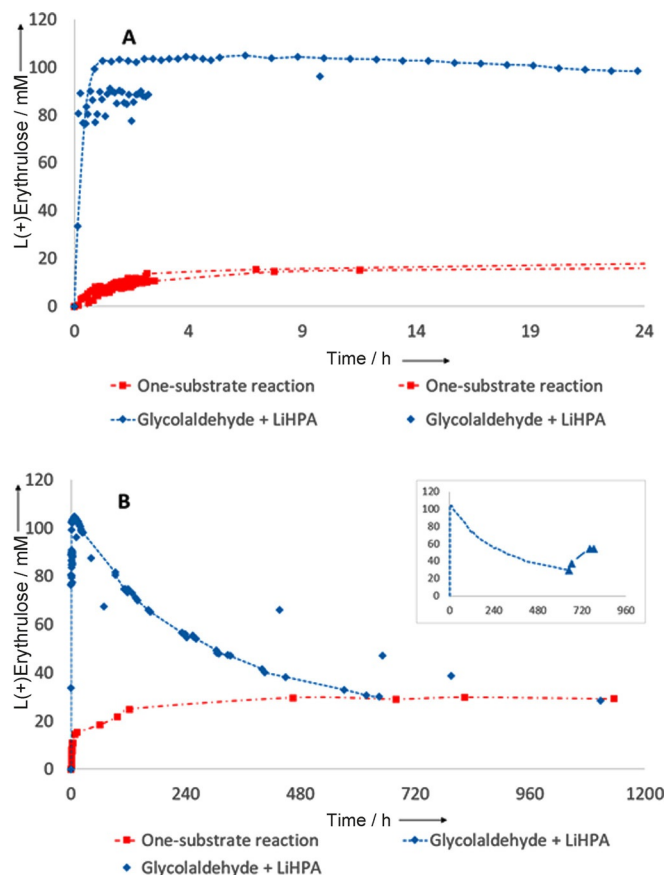 A
L(+)Erythrulose / mM
120
100
80
60
40
20
0
0 4 9 14 19 24
Time / h
One-substrate reaction One-substrate reaction
Glycolaldehyde + LiHPA Glycolaldehyde + LiHPA
B
L(+)Erythrulose / mM
120
100
80
60
40
20
0
120
100
80
60
40
20
0
0 240 480 720 960
0 240 480 720 960 1200
Time / h
One-substrate reaction Glycolaldehyde + LiHPA
Glycolaldehyde + LiHPA